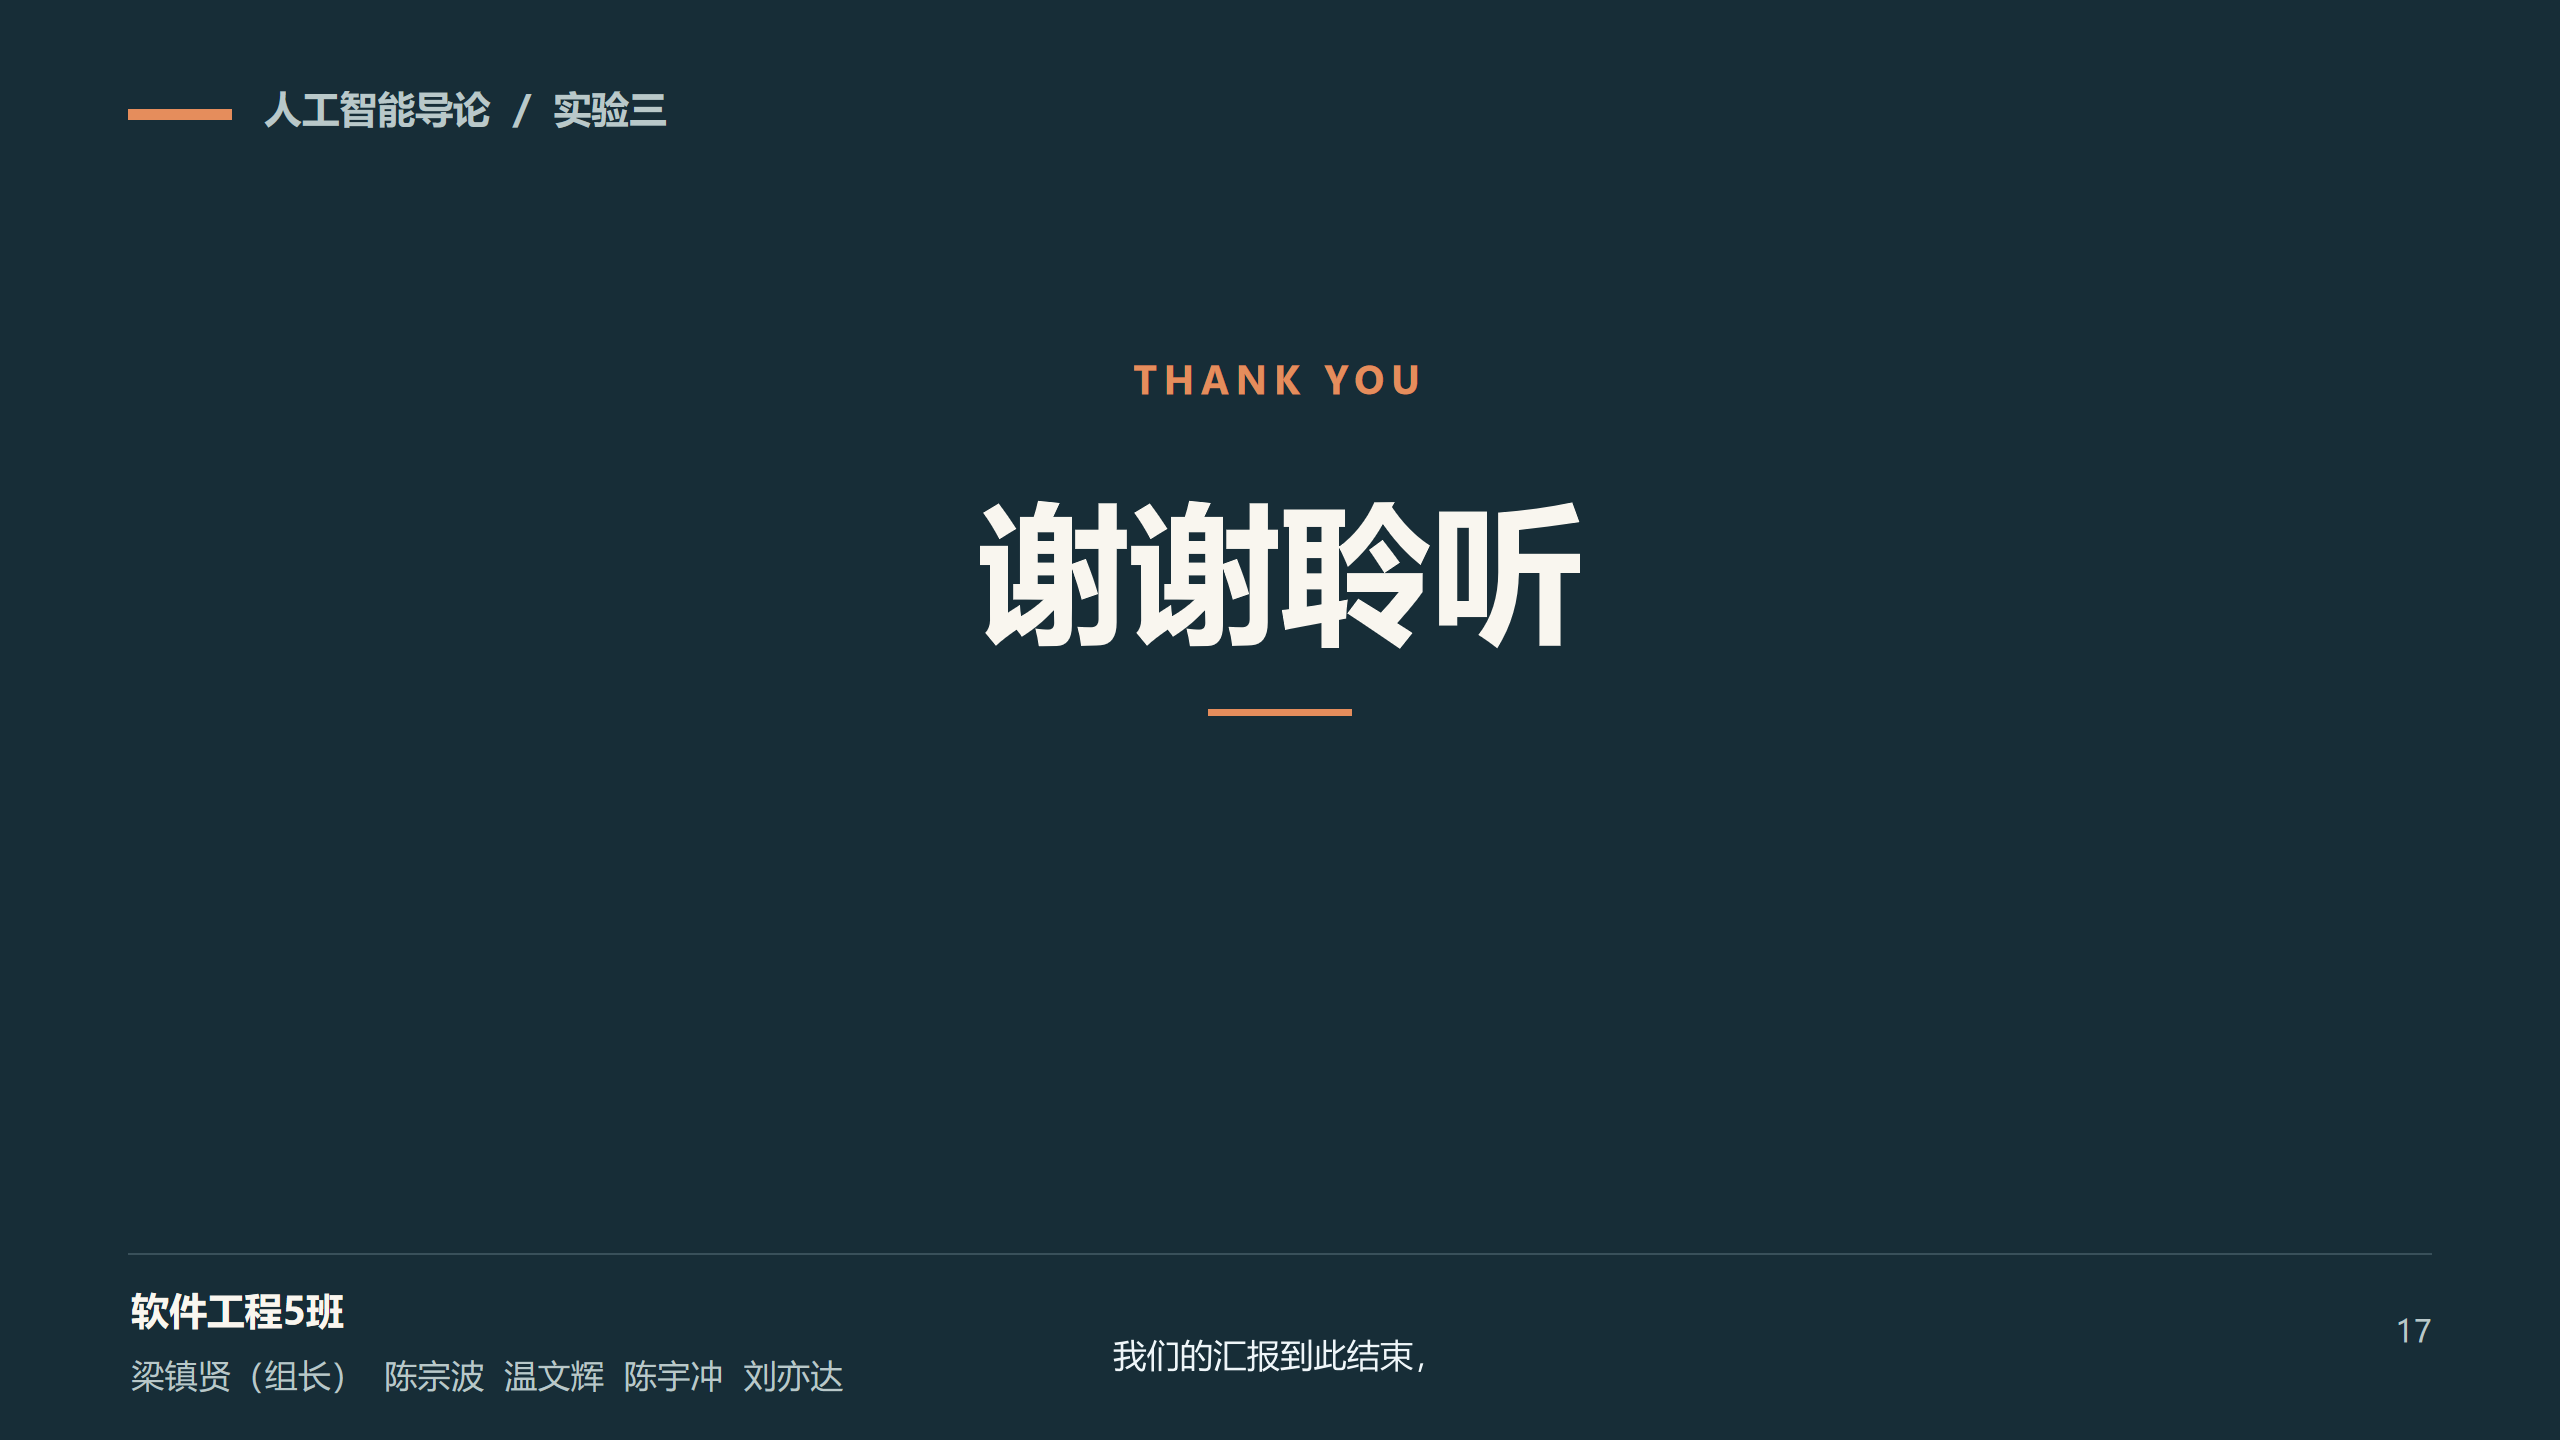 人工智能导论 / 实验三
THANK YOU
谢谢聆听
软件工程5班
梁镇贤（组长） 陈宗波 温文辉 陈宇冲 刘亦达
我们的汇报到此结束，
17